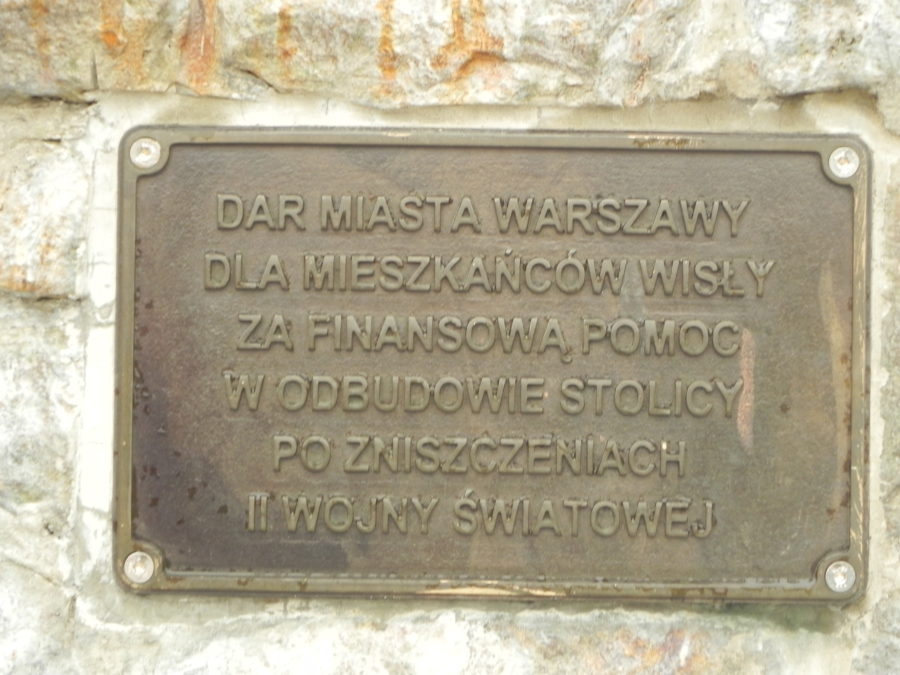 DAR MIASTA WARSZAWY
DLA MIESZKAŃCÓW WISŁY
ZA FINANSOWĄ POMOC
W ODBUDOWIE STOLICY
PO ZNISZCZENIACH
II WOJNY ŚWIATOWEJ